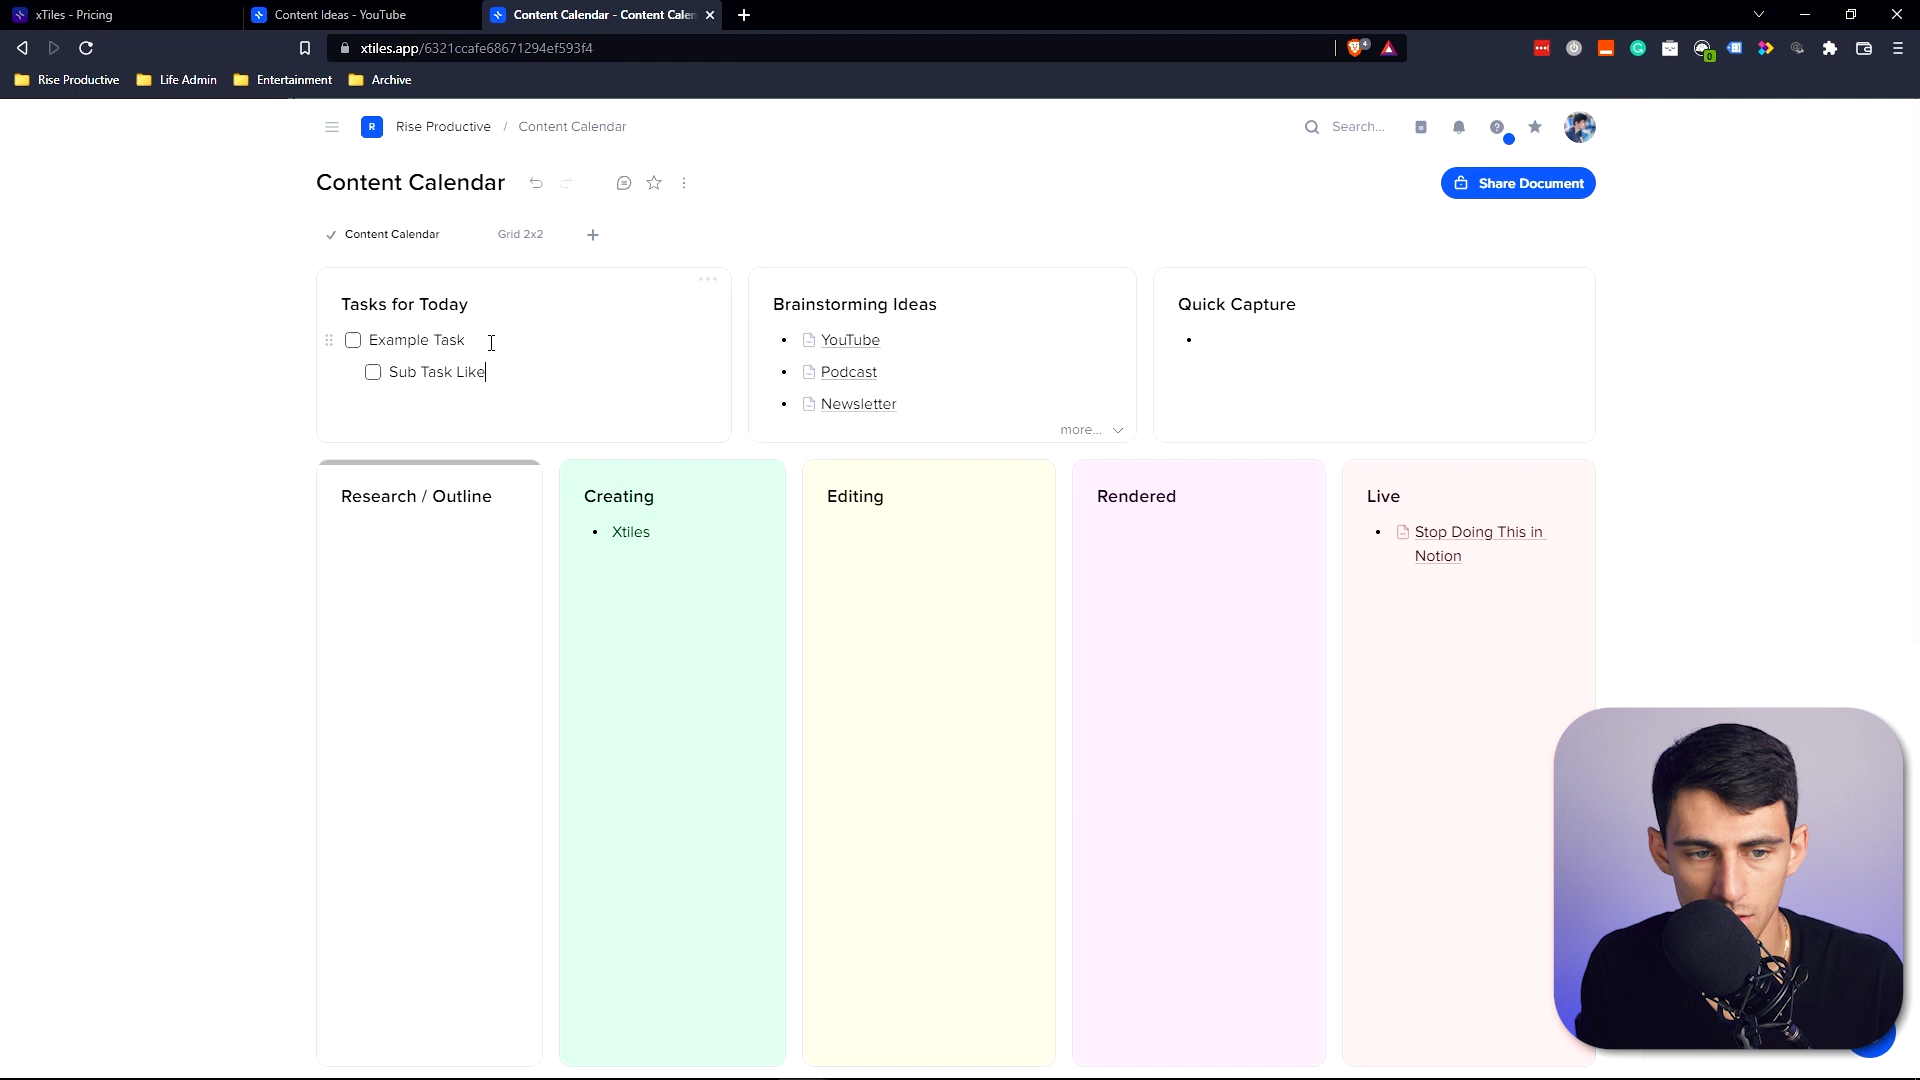 xTiles - Pricing
Content Ideas - YouTube
Content Calendar - Content Calen
xtiles.app/6321ccafe68671294ef593f4
4
0
Rise Productive
Life Admin
Entertainment
Archive
R
Rise Productive / Content Calendar
Search...
Content Calendar
Share Document
Content Calendar
Grid 2x2
Tasks for Today
Example Task
Sub Task Like
Brainstorming Ideas
YouTube
Podcast
Newsletter
more...
Quick Capture
Research / Outline
Creating
Xtiles
Editing
Rendered
Live
Stop Doing This in
Notion